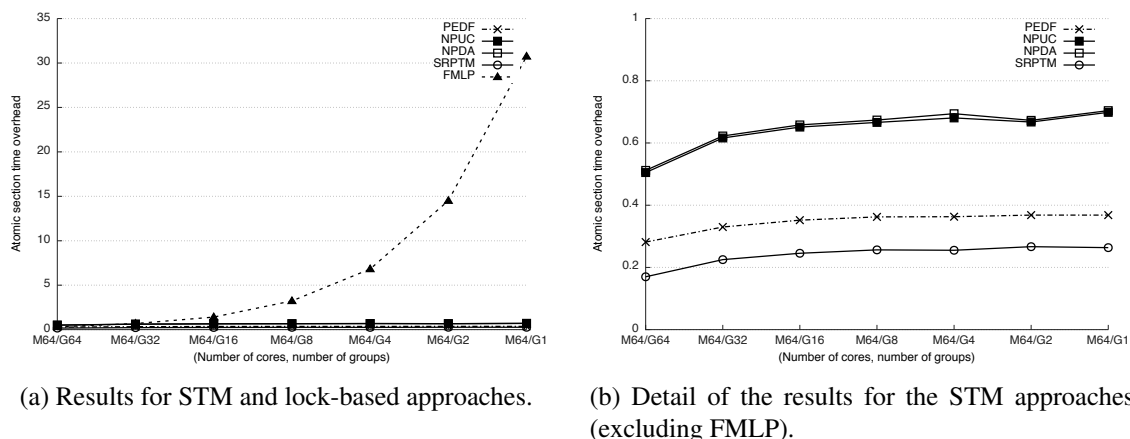 35
30
25
20
15
10
5
0
Atomic section time overhead
PEDF
NPUC
NPDA
SRPTM
FMLP
M64/G64 M64/G32 M64/G16 M64/G8 M64/G4 M64/G2 M64/G1
(Number of cores, number of groups)
(a) Results for STM and lock-based approaches.
1
0.8
0.6
0.4
0.2
0
Atomic section time overhead
PEDF
NPUC
NPDA
SRPTM
M64/G64 M64/G32 M64/G16 M64/G8 M64/G4 M64/G2 M64/G1
(Number of cores, number of groups)
(b) Detail of the results for the STM approaches
(excluding FMLP).